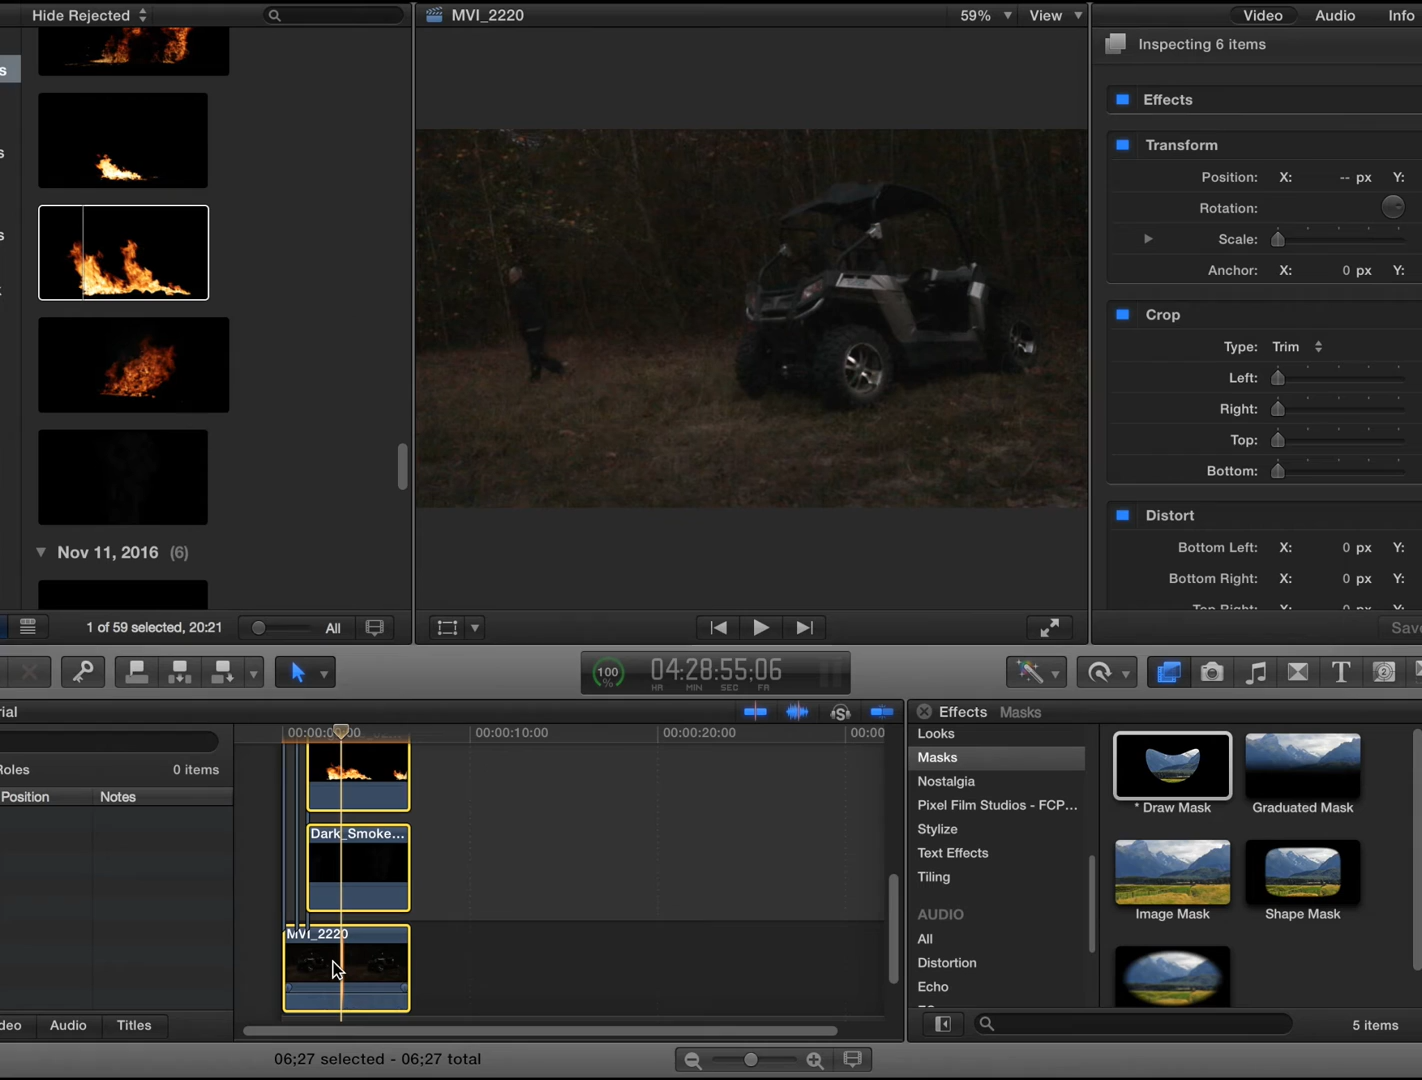 Hide Rejected
MVI_2220
59%
View
Video
Audio
Info
Inspecting 6 items
Effects
Transform
Position: X: -- px Y:
Rotation:
Scale:
Anchor: X: 0 px Y:
Crop
Type: Trim
Left:
Right:
Top:
Bottom:
Distort
Bottom Left: X: 0 px Y:
Bottom Right: X: 0 px Y:
Nov 11, 2016 (6)
1 of 59 selected, 20:21
All
100
%
04:28:55;06
HR MIN SEC FR
Effects Masks
Looks
Masks
Nostalgia
Pixel Film Studios - FCP...
Stylize
Text Effects
Tiling
AUDIO
All
Distortion
Echo
* Draw Mask
Graduated Mask
Image Mask
Shape Mask
5 items
0 items
Position
Notes
00:00:10:00
00:00:20:00
Dark_Smoke...
MVI_2220
Audio
Titles
06;27 selected - 06;27 total